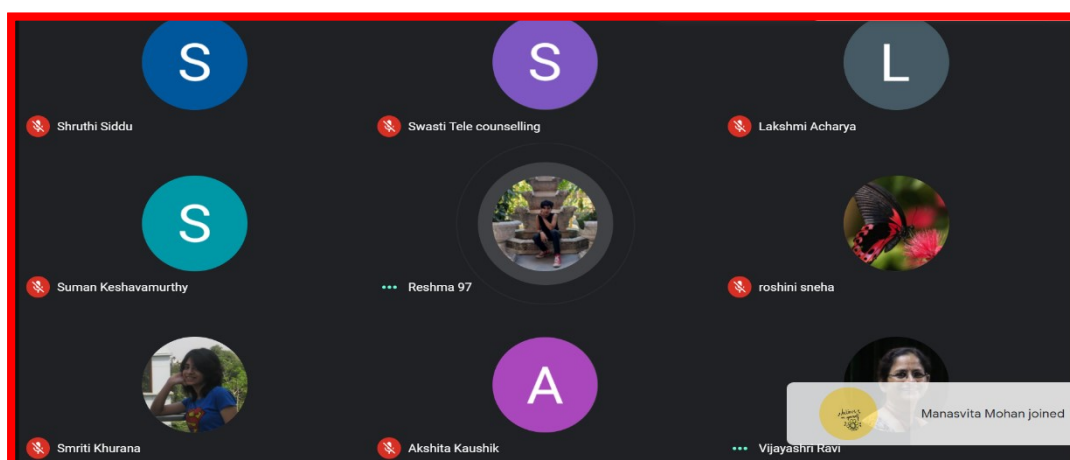 S
S
L
Shruthi Siddu
Swasti Tele counselling
Lakshmi Acharya
S
Suman Keshavamurthy
Reshma 97
roshini sneha
A
Manasvita Mohan joined
Smriti Khurana
Akshita Kaushik
Vijayashri Ravi